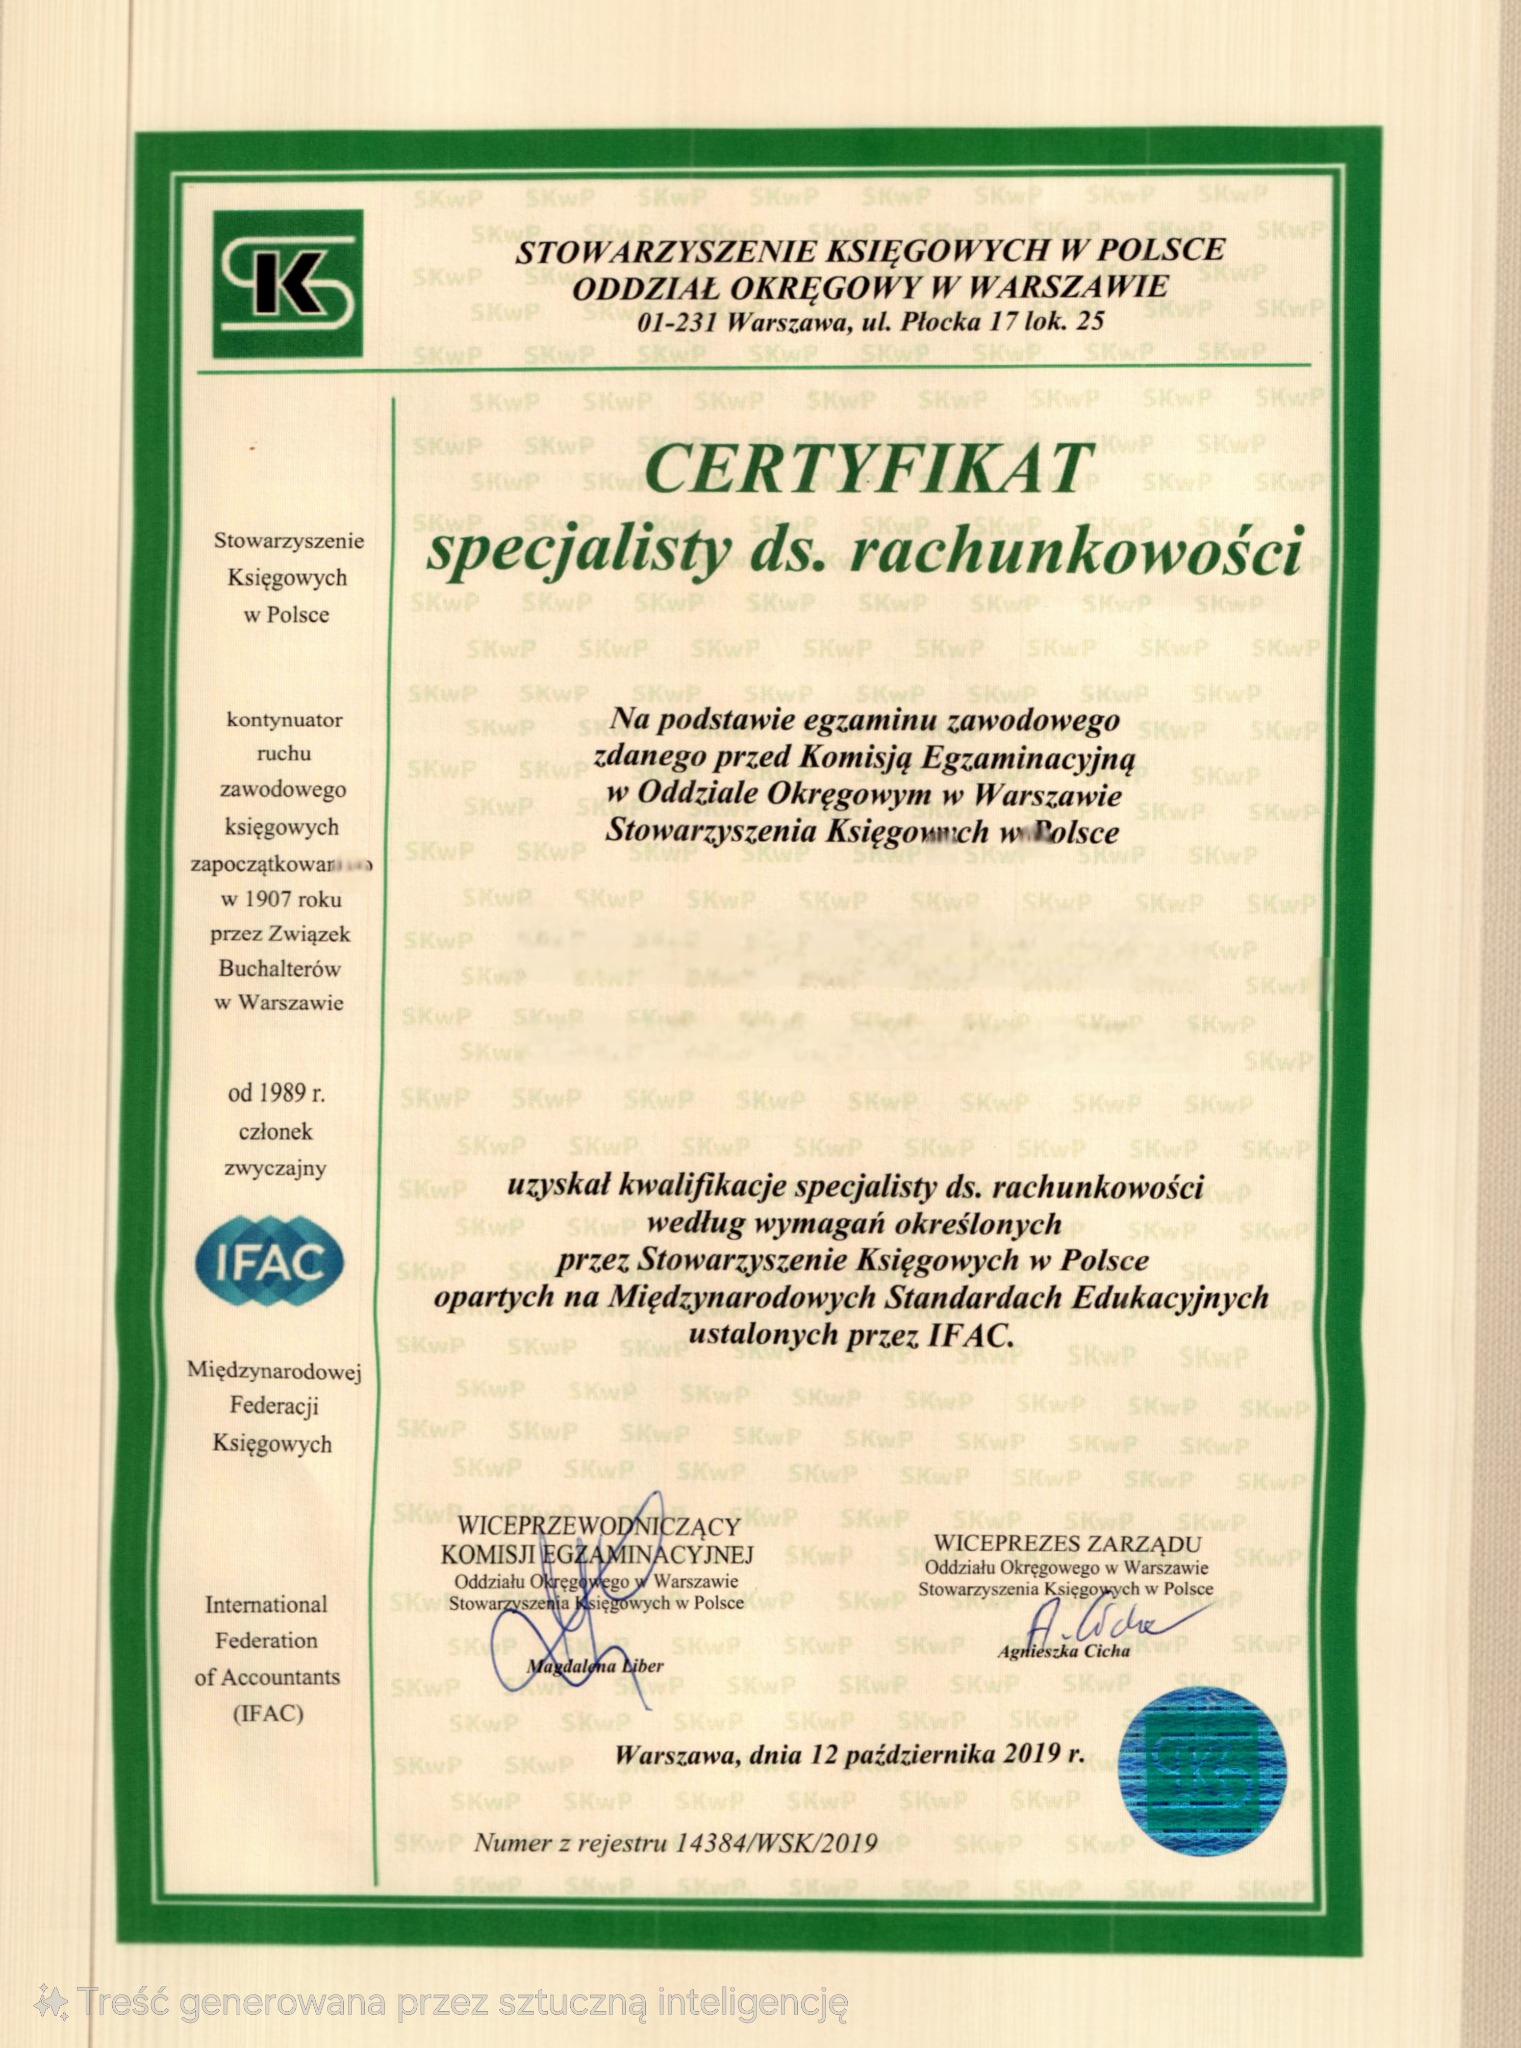 STOWARZYSZENIE KSIĘGOWYCH W POLSCE
ODDZIAŁ OKRĘGOWY W WARSZAWIE
01-231 Warszawa, ul. Płocka 17 lok. 25
CERTYFIKAT
specjalisty ds. rachunkowości
Stowarzyszenie
Księgowych
w Polsce
kontynuator
ruchu
zawodowego
księgowych
w 1907 roku
przez Związek
Buchalterów
w Warszawie
od 1989 r.
członek
zwyczajny
IFAC
Międzynarodowej
Federacji
Księgowych
International
Federation
of Accountants
(IFAC)
Na podstawie egzaminu zawodowego
zdanego przed Komisją Egzaminacyjną
w Oddziale Okręgowym w Warszawie
Stowarzyszenia Księgowych w Polsce
uzyskał kwalifikacje specjalisty ds. rachunkowości
według wymagań określonych
przez Stowarzyszenie Księgowych w Polsce
opartych na Międzynarodowych Standardach Edukacyjnych
ustalonych przez IFAC.
WICEPRZEWODNICZĄCY
KOMISJI EGZAMINACYJNEJ
Oddziału Okręgowego w Warszawie
Stowarzyszenia Księgowych w Polsce
Magdalena Liber
WICEPREZES ZARZĄDU
Oddziału Okręgowego w Warszawie
Stowarzyszenia Księgowych w Polsce
A. Cicha
Agnieszka Cicha
Warszawa, dnia 12 października 2019 r.
Numer z rejestru 14384/WSK/2019
Treść generowana przez sztuczną inteligencję